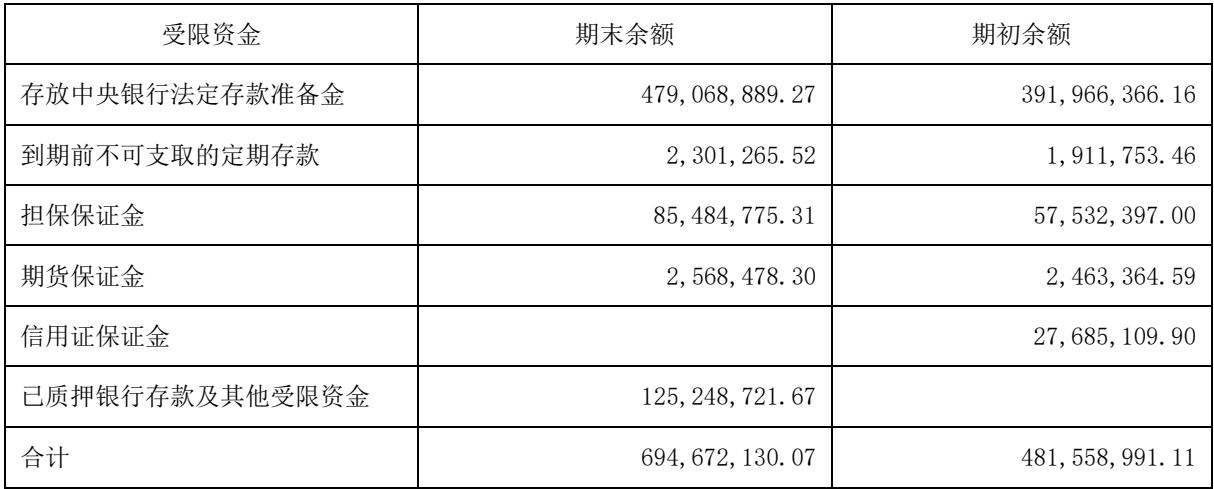 受限资金 期末余额 期初余额
存放中央银行法定存款准备金 479,068,889.27 391,966,366.16
到期前不可支取的定期存款 2,301,265.52 1,911,753.46
担保保证金 85,484,775.31 57,532,397.00
期货保证金 2,568,478.30 2,463,364.59
信用证保证金 27,685,109.90
已质押银行存款及其他受限资金 125,248,721.67
合计 694,672,130.07 481,558,991.11